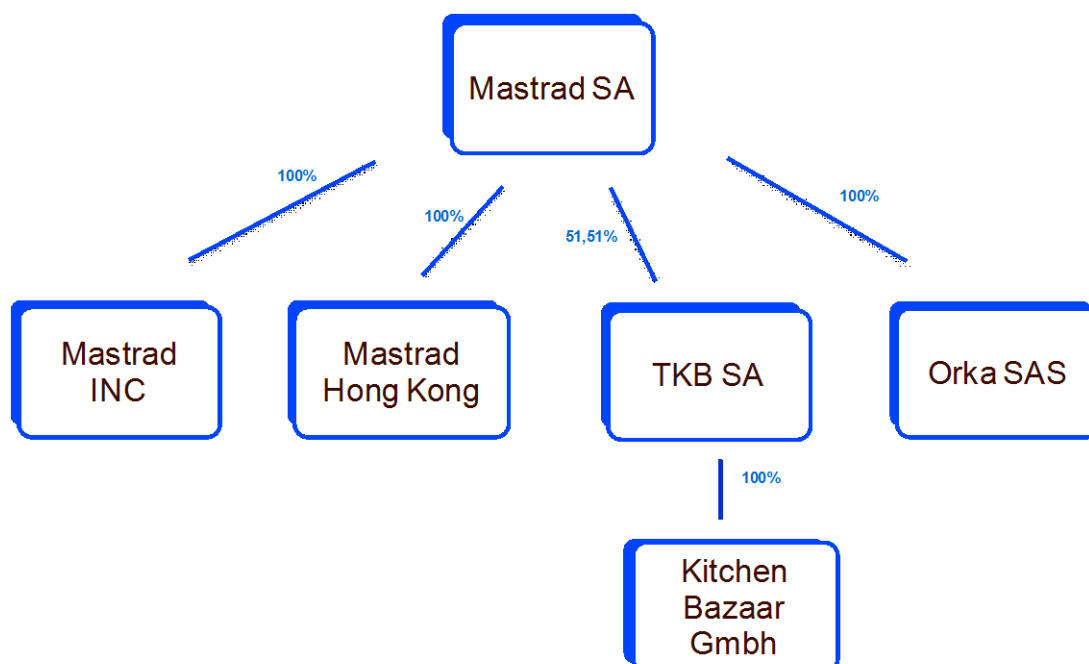 Mastrad SA
100%
100%
51,51%
100%
Mastrad
INC
Mastrad
Hong Kong
TKB SA
Orka SAS
100%
Kitchen
Bazaar
Gmbh